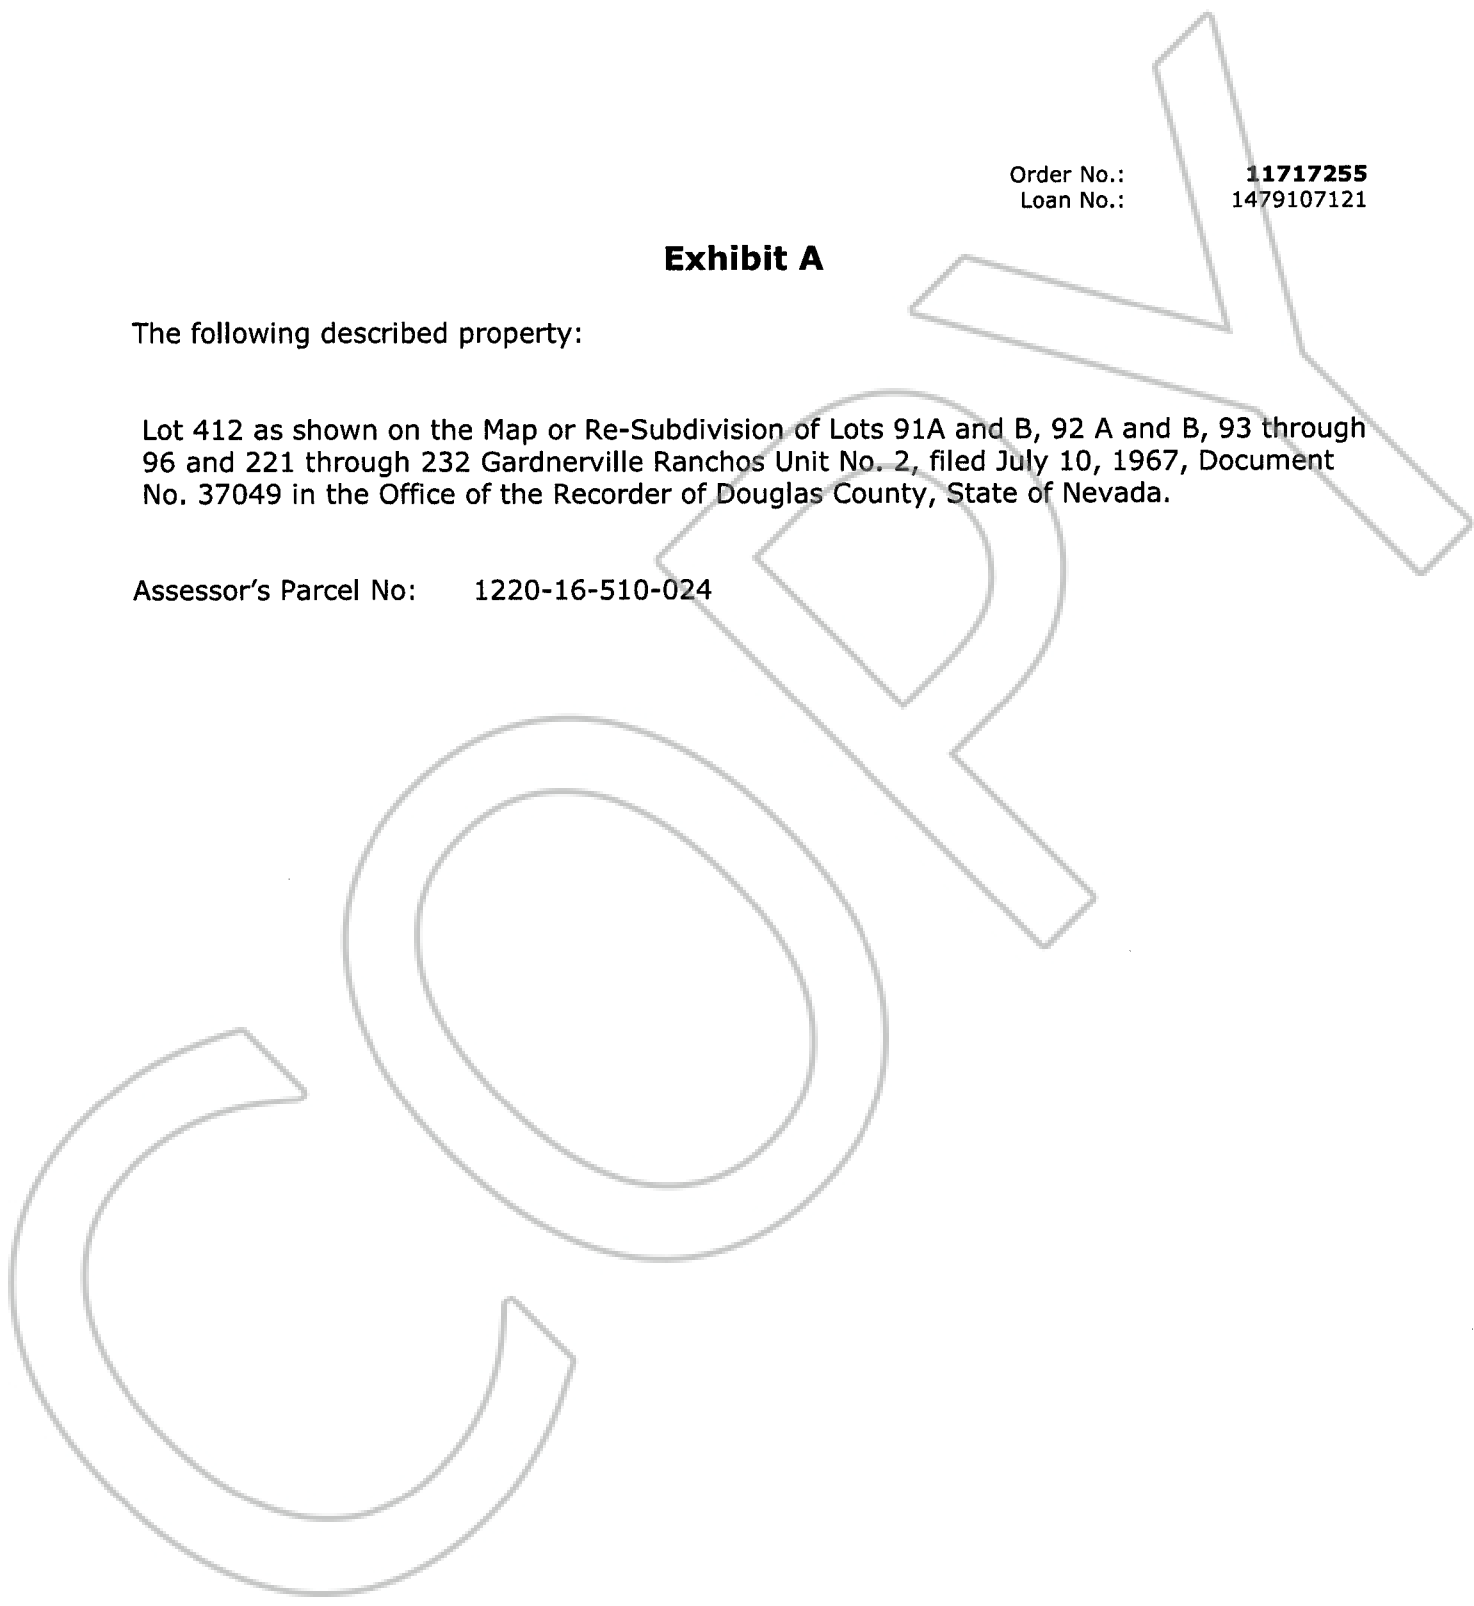 Order No.: 11717255
Loan No.: 1479107121
Exhibit A
The following described property:
Lot 412 as shown on the Map or Re-Subdivision of Lots 91A and B, 92 A and B, 93 through
96 and 221 through 232 Gardnerville Ranchos Unit No. 2, filed July 10, 1967, Document
No. 37049 in the Office of the Recorder of Douglas County, State of Nevada.
Assessor's Parcel No: 1220-16-510-024
COPY